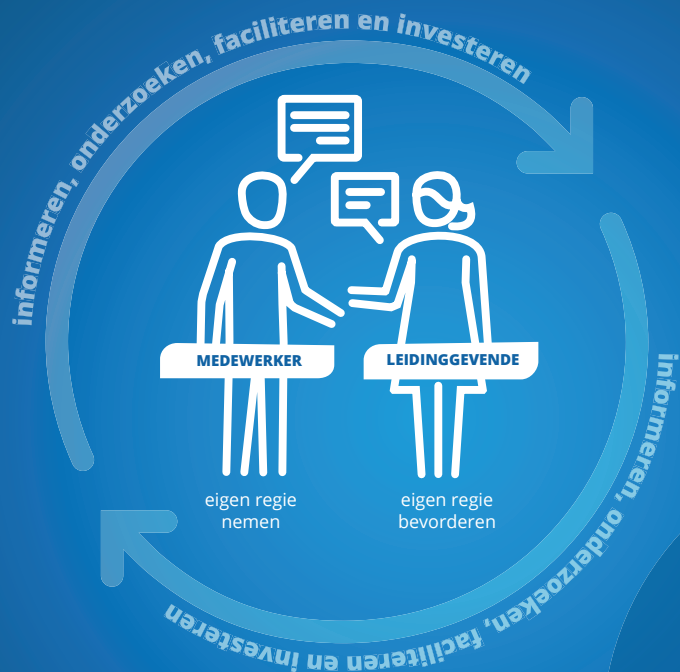 informeren, onderzoeken, faciliteren en investeren
MEDEWERKER
LEIDINGGEVENDE
eigen regie
nemen
eigen regie
bevorderen
informeren, onderzoeken, faciliteren en investeren